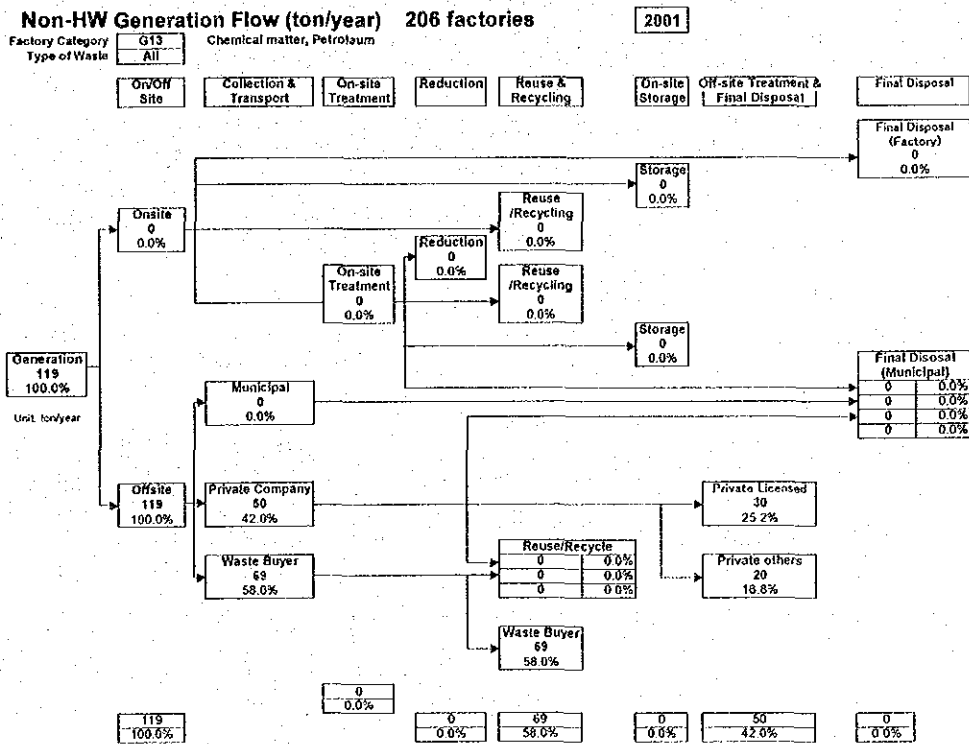 Non-HW Generation Flow (ton/year) 206 factories 2001
Factory Category G13 Chemical matter, Petrolaum
Type of Waste All
On/Off Site
Collection & Transport
On-site Treatment
Reduction
Reuse & Recycling
On-site Storage
Off-site Treatment & Final Disposal
Final Disposal
Final Disposal
(Factory)
0
0.0%
Storage
0
0.0%
Reuse
/Recycling
0
0.0%
Onsite
0
0.0%
Reduction
0
0.0%
On-site
Treatment
0
0.0%
Reuse
/Recycling
0
0.0%
Storage
0
0.0%
Generation
119
100.0%
Unit. ton/year
Final Disosal
(Municipal)
0 0.0%
0 0.0%
0 0.0%
0 0.0%
Municipal
0
0.0%
Offsite
119
100.0%
Private Company
50
42.0%
Private Licensed
30
25.2%
Waste Buyer
69
58.0%
Reuse/Recycle
0 0.0%
0 0.0%
0 0.0%
Private others
20
16.8%
Waste Buyer
69
58.0%
0
0.0%
119
100.0%
0
0.0%
69
58.0%
0
0.0%
50
42.0%
0
0.0%